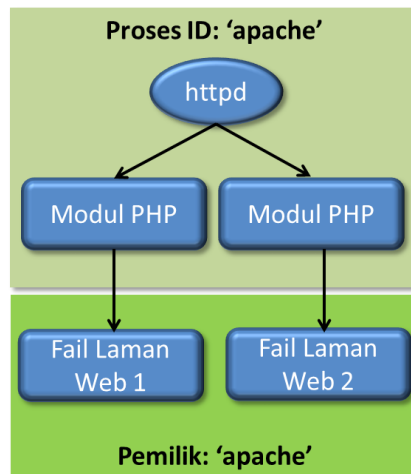 Proses ID: ‘apache’
httpd
Modul PHP
Modul PHP
Fail Laman
Web 1
Fail Laman
Web 2
Pemilik: ‘apache’